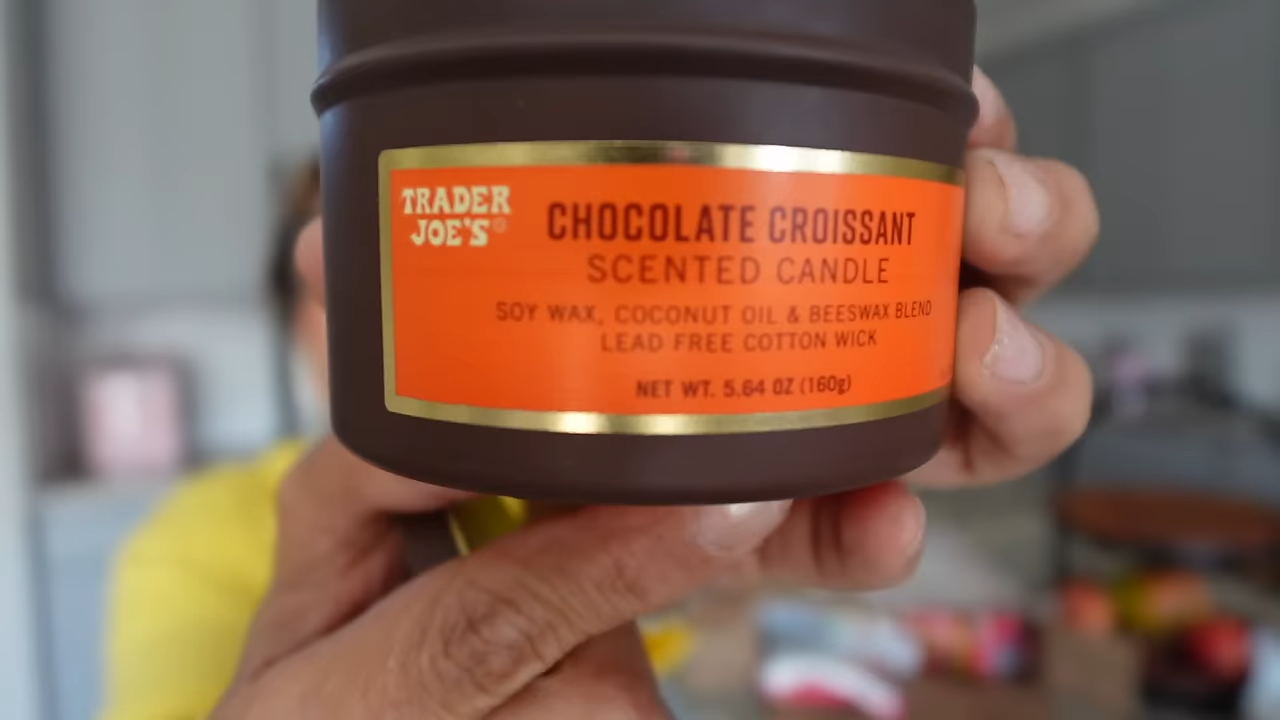 TRADER
JOE'S®
CHOCOLATE CROISSANT
SCENTED CANDLE
SOY WAX, COCONUT OIL & BEESWAX BLEND
LEAD FREE COTTON WICK
NET WT. 5.64 OZ (160g)